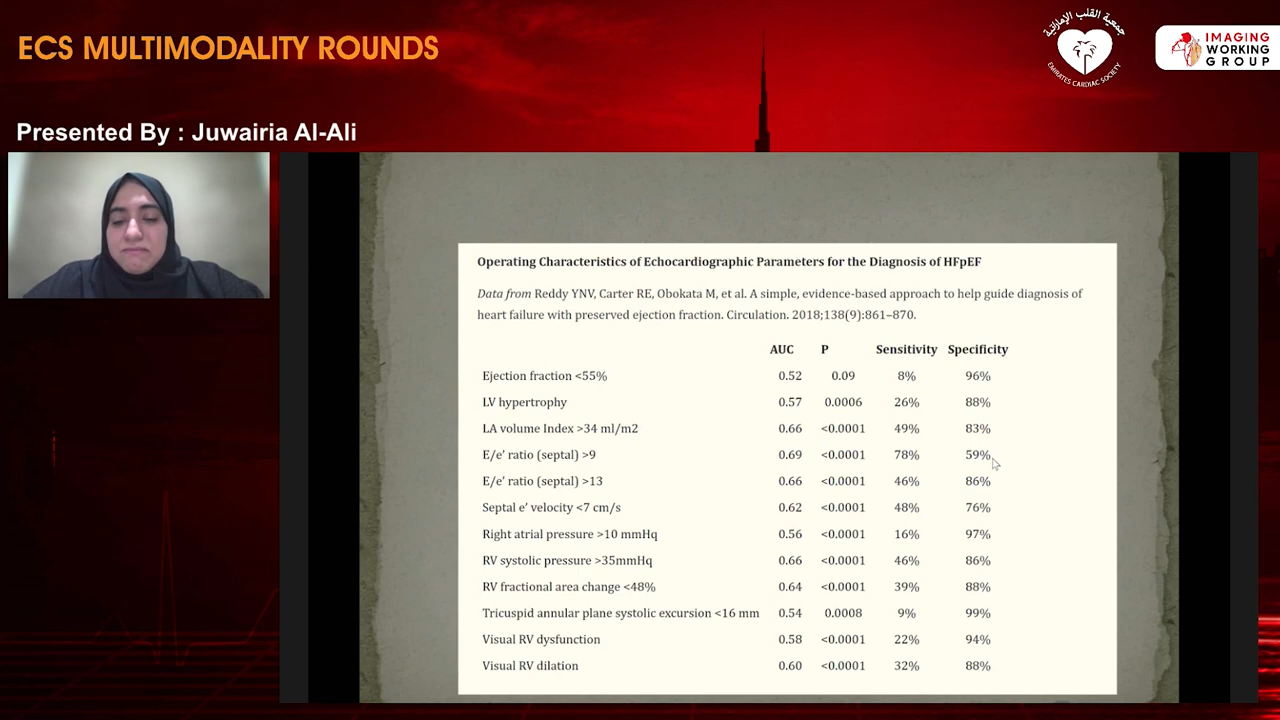 ECS MULTIMODALITY ROUNDS
جمعية القلب الإماراتية
EMIRATES CARDIAC SOCIETY
IMAGING
WORKING
GROUP
Presented By : Juwairia Al-Ali
Operating Characteristics of Echocardiographic Parameters for the Diagnosis of HFpEF
Data from Reddy YNV, Carter RE, Obokata M, et al. A simple, evidence-based approach to help guide diagnosis of
heart failure with preserved ejection fraction. Circulation. 2018;138(9):861–870.
AUC P Sensitivity Specificity
Ejection fraction <55% 0.52 0.09 8% 96%
LV hypertrophy 0.57 0.0006 26% 88%
LA volume Index >34 ml/m2 0.66 <0.0001 49% 83%
E/e’ ratio (septal) >9 0.69 <0.0001 78% 59%
E/e’ ratio (septal) >13 0.66 <0.0001 46% 86%
Septal e’ velocity <7 cm/s 0.62 <0.0001 48% 76%
Right atrial pressure >10 mmHq 0.56 <0.0001 16% 97%
RV systolic pressure >35mmHq 0.66 <0.0001 46% 86%
RV fractional area change <48% 0.64 <0.0001 39% 88%
Tricuspid annular plane systolic excursion <16 mm 0.54 0.0008 9% 99%
Visual RV dysfunction 0.58 <0.0001 22% 94%
Visual RV dilation 0.60 <0.0001 32% 88%